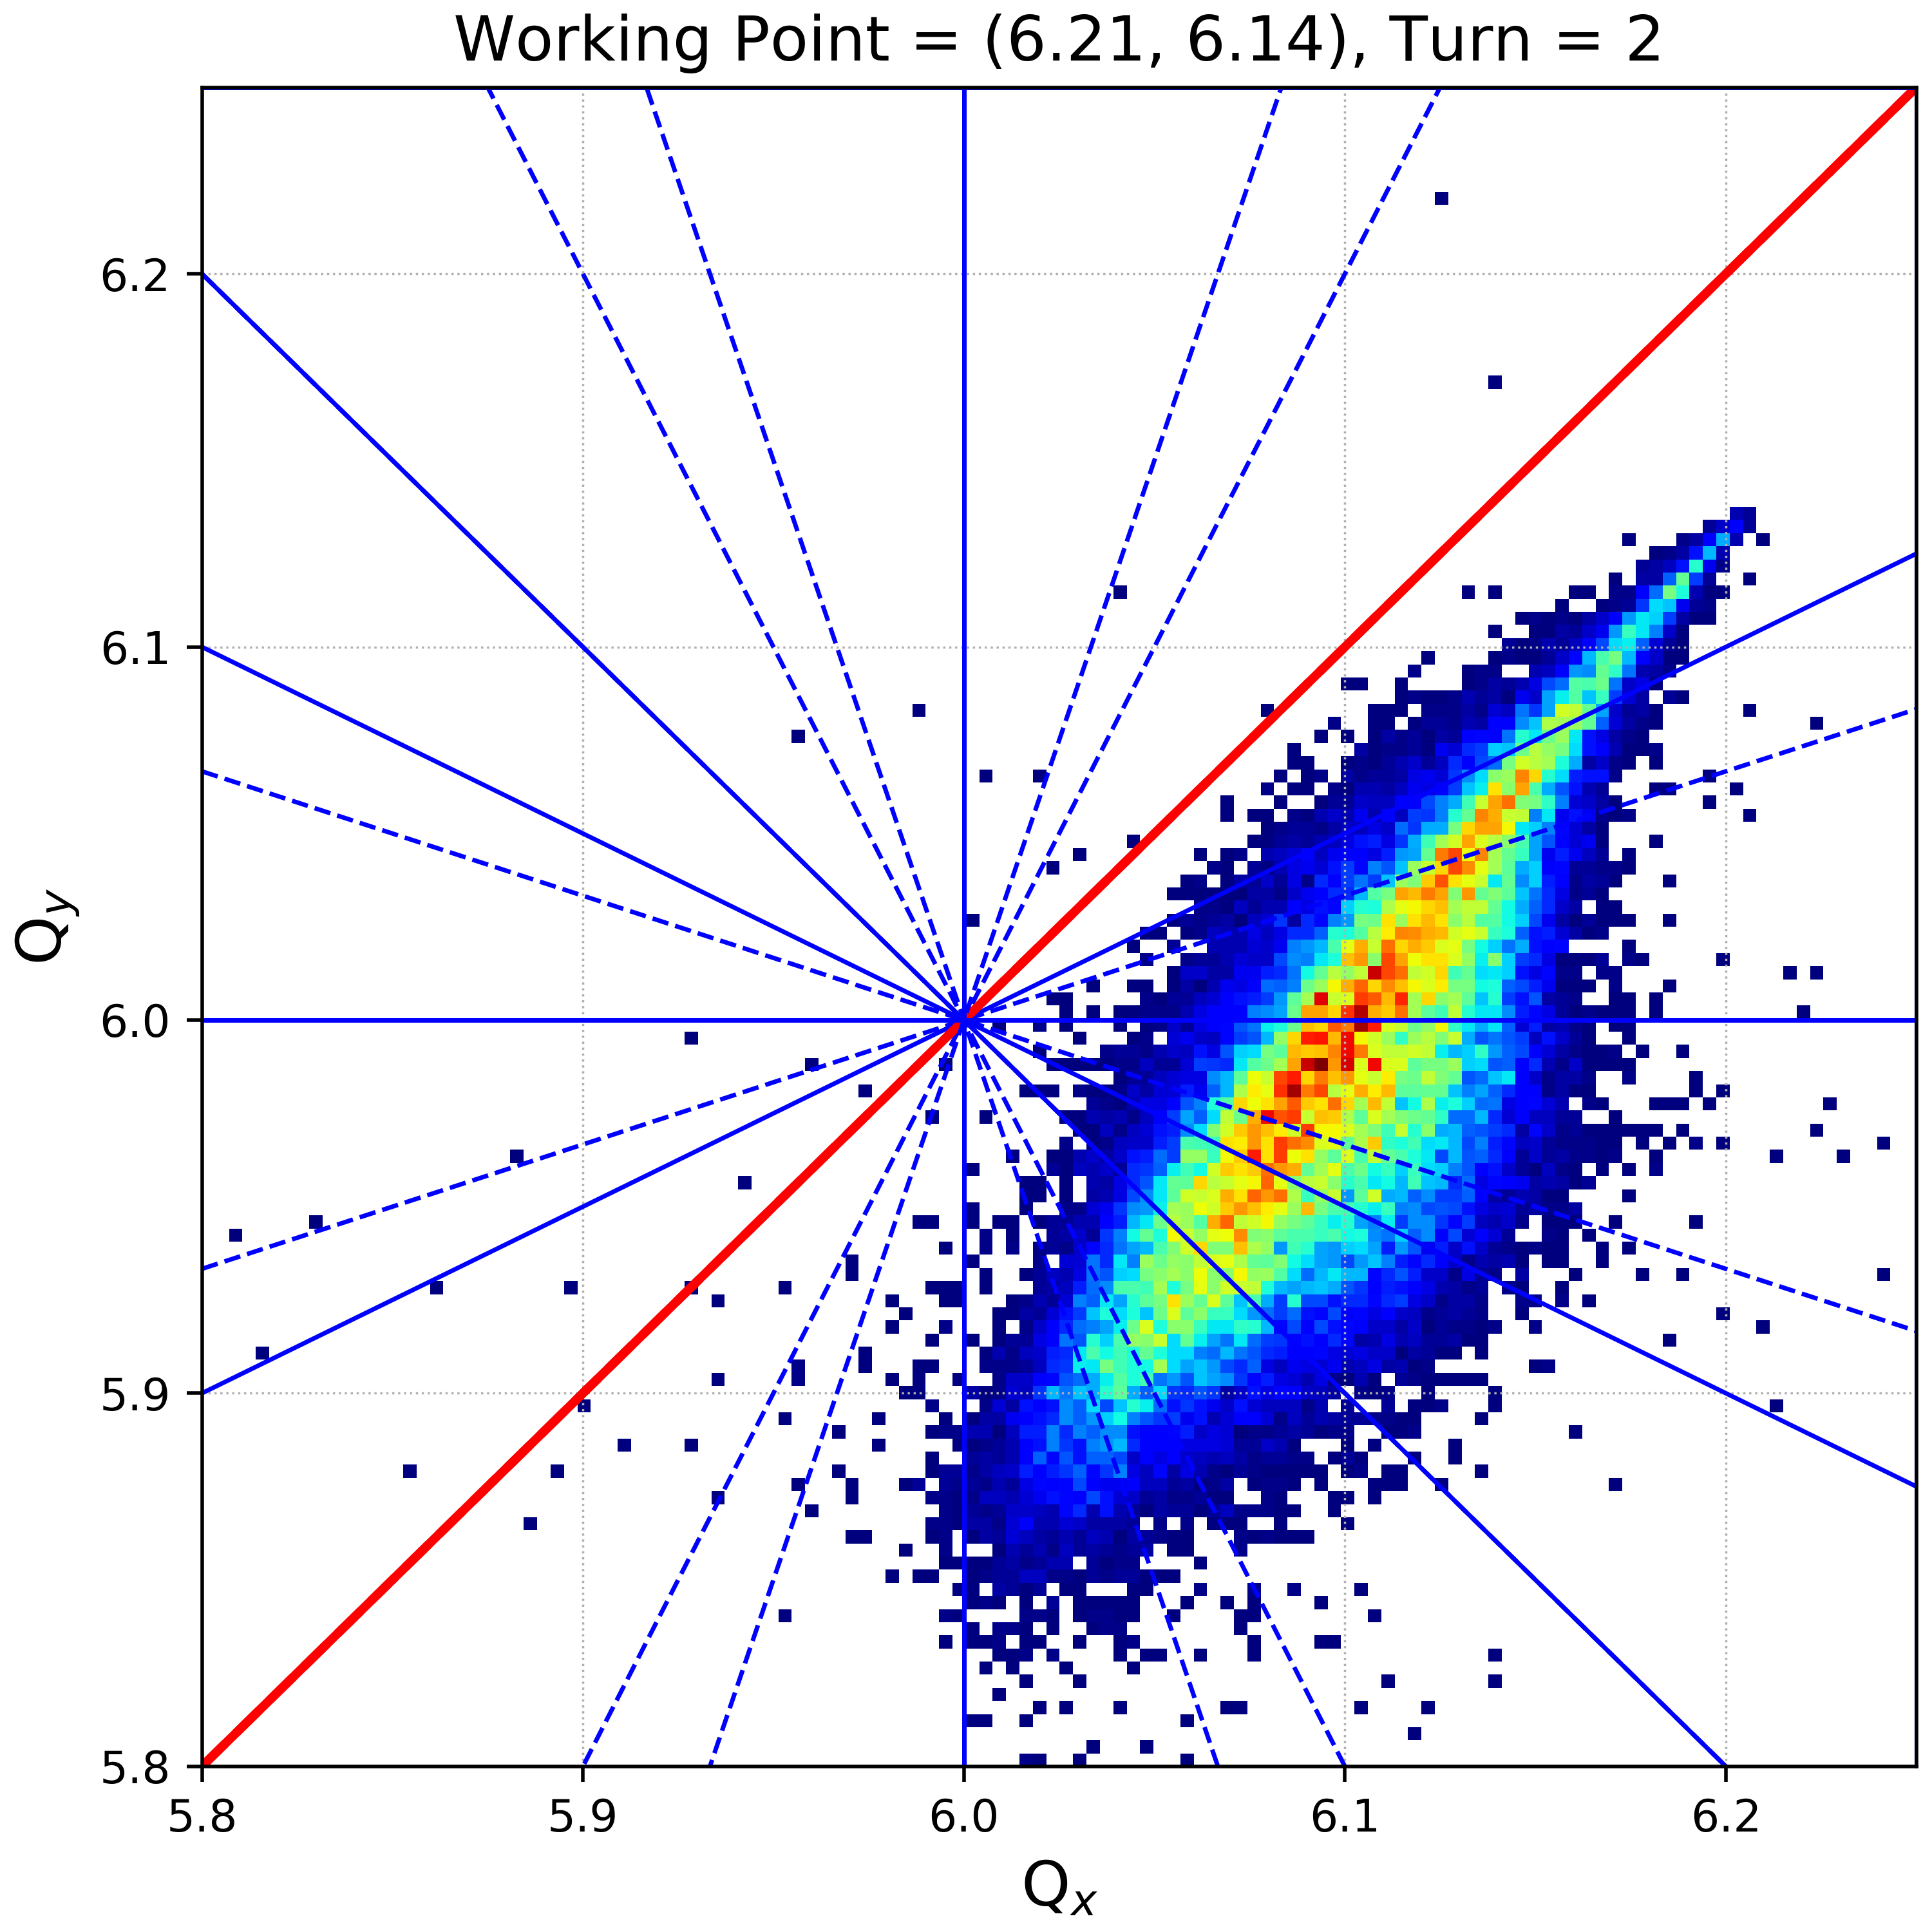 Working Point = (6.21, 6.14), Turn = 2
6.2
6.1
6.0
5.9
5.8
Qy
5.8 5.9 6.0 6.1 6.2
Qx